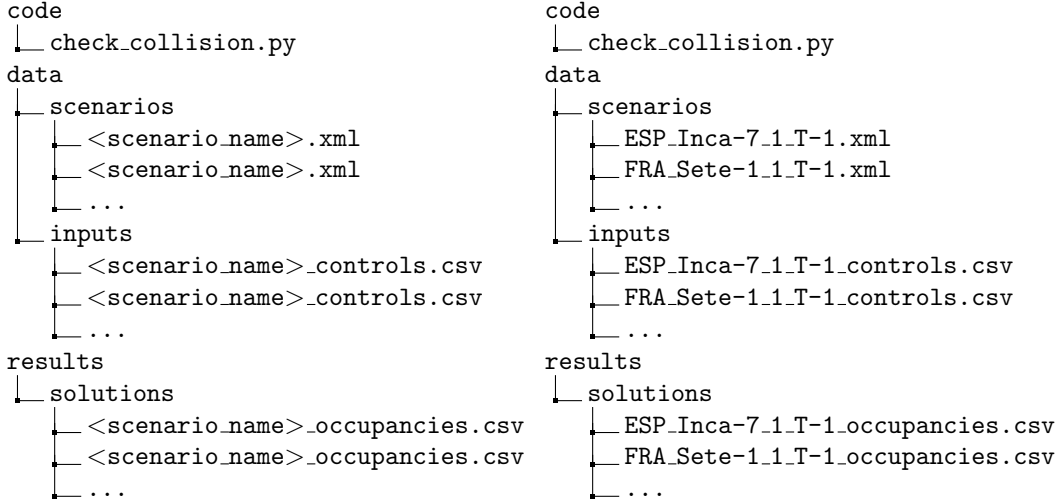 code
check_collision.py
data
scenarios
<scenario_name>.xml
<scenario_name>.xml
...
inputs
<scenario_name>_controls.csv
<scenario_name>_controls.csv
...
results
solutions
<scenario_name>_occupancies.csv
<scenario_name>_occupancies.csv
...
code
check_collision.py
data
scenarios
ESP_Inca-7_1_T-1.xml
FRA_Sete-1_1_T-1.xml
...
inputs
ESP_Inca-7_1_T-1_controls.csv
FRA_Sete-1_1_T-1_controls.csv
...
results
solutions
ESP_Inca-7_1_T-1_occupancies.csv
FRA_Sete-1_1_T-1_occupancies.csv
...